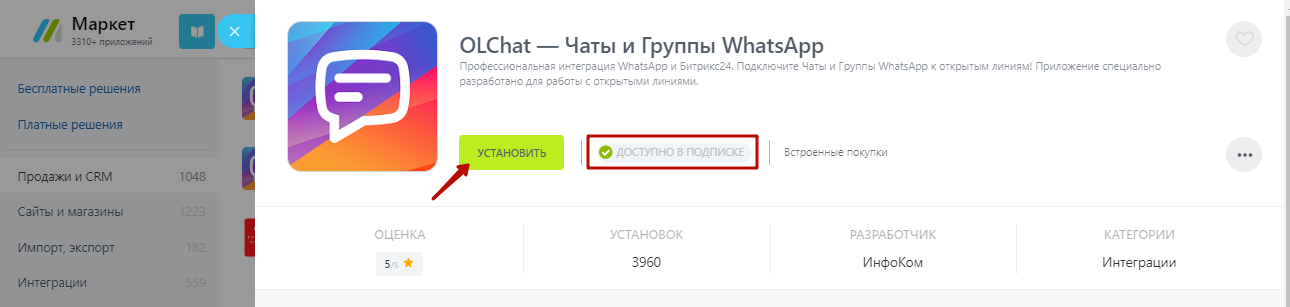 Маркет
3310+ приложений
Бесплатные решения
Платные решения
Продажи и CRM 1048
Сайты и магазины 1223
Импорт, экспорт 182
Интеграции 559
OLChat — Чаты и Группы WhatsApp
Профессиональная интеграция WhatsApp и Битрикс24. Подключите Чаты и Группы WhatsApp к открытым линиям! Приложение специально
разработано для работы с открытыми линиями.
УСТАНОВИТЬ ДОСТУПНО В ПОДПИСКЕ Встроенные покупки
ОЦЕНКА УСТАНОВОК РАЗРАБОТЧИК КАТЕГОРИИ
5/5 3960 ИнфоКом Интеграции